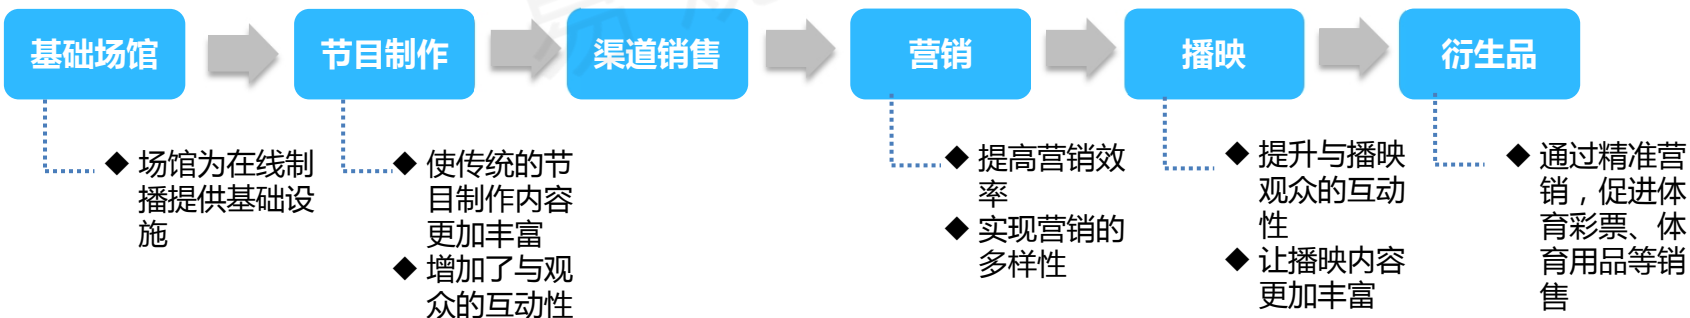 基础场馆
节目制作
渠道销售
营销
播映
衍生品
◆ 场馆为在线制
播提供基础设
施
◆ 使传统的节
目制作内容
更加丰富
◆ 增加了与观
众的互动性
◆ 提高营销效
率
◆ 实现营销的
多样性
◆ 提升与播映
观众的互动
性
◆ 让播映内容
更加丰富
◆ 通过精准营
销，促进体
育彩票、体
育用品等销
售